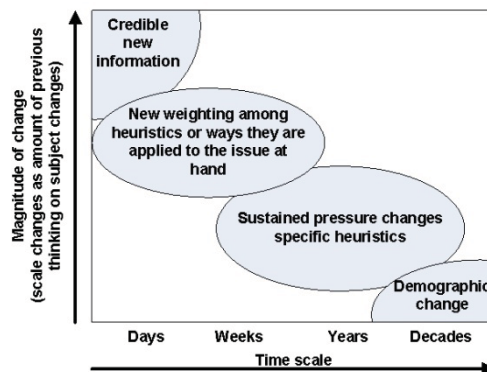 Magnitude of change
(scale changes as amount of previous
thinking on subject changes)
Credible
new
information
New weighting among
heuristics or ways they are
applied to the issue at
hand
Sustained pressure changes
specific heuristics
Demographic
change
Days Weeks Years Decades
Time scale